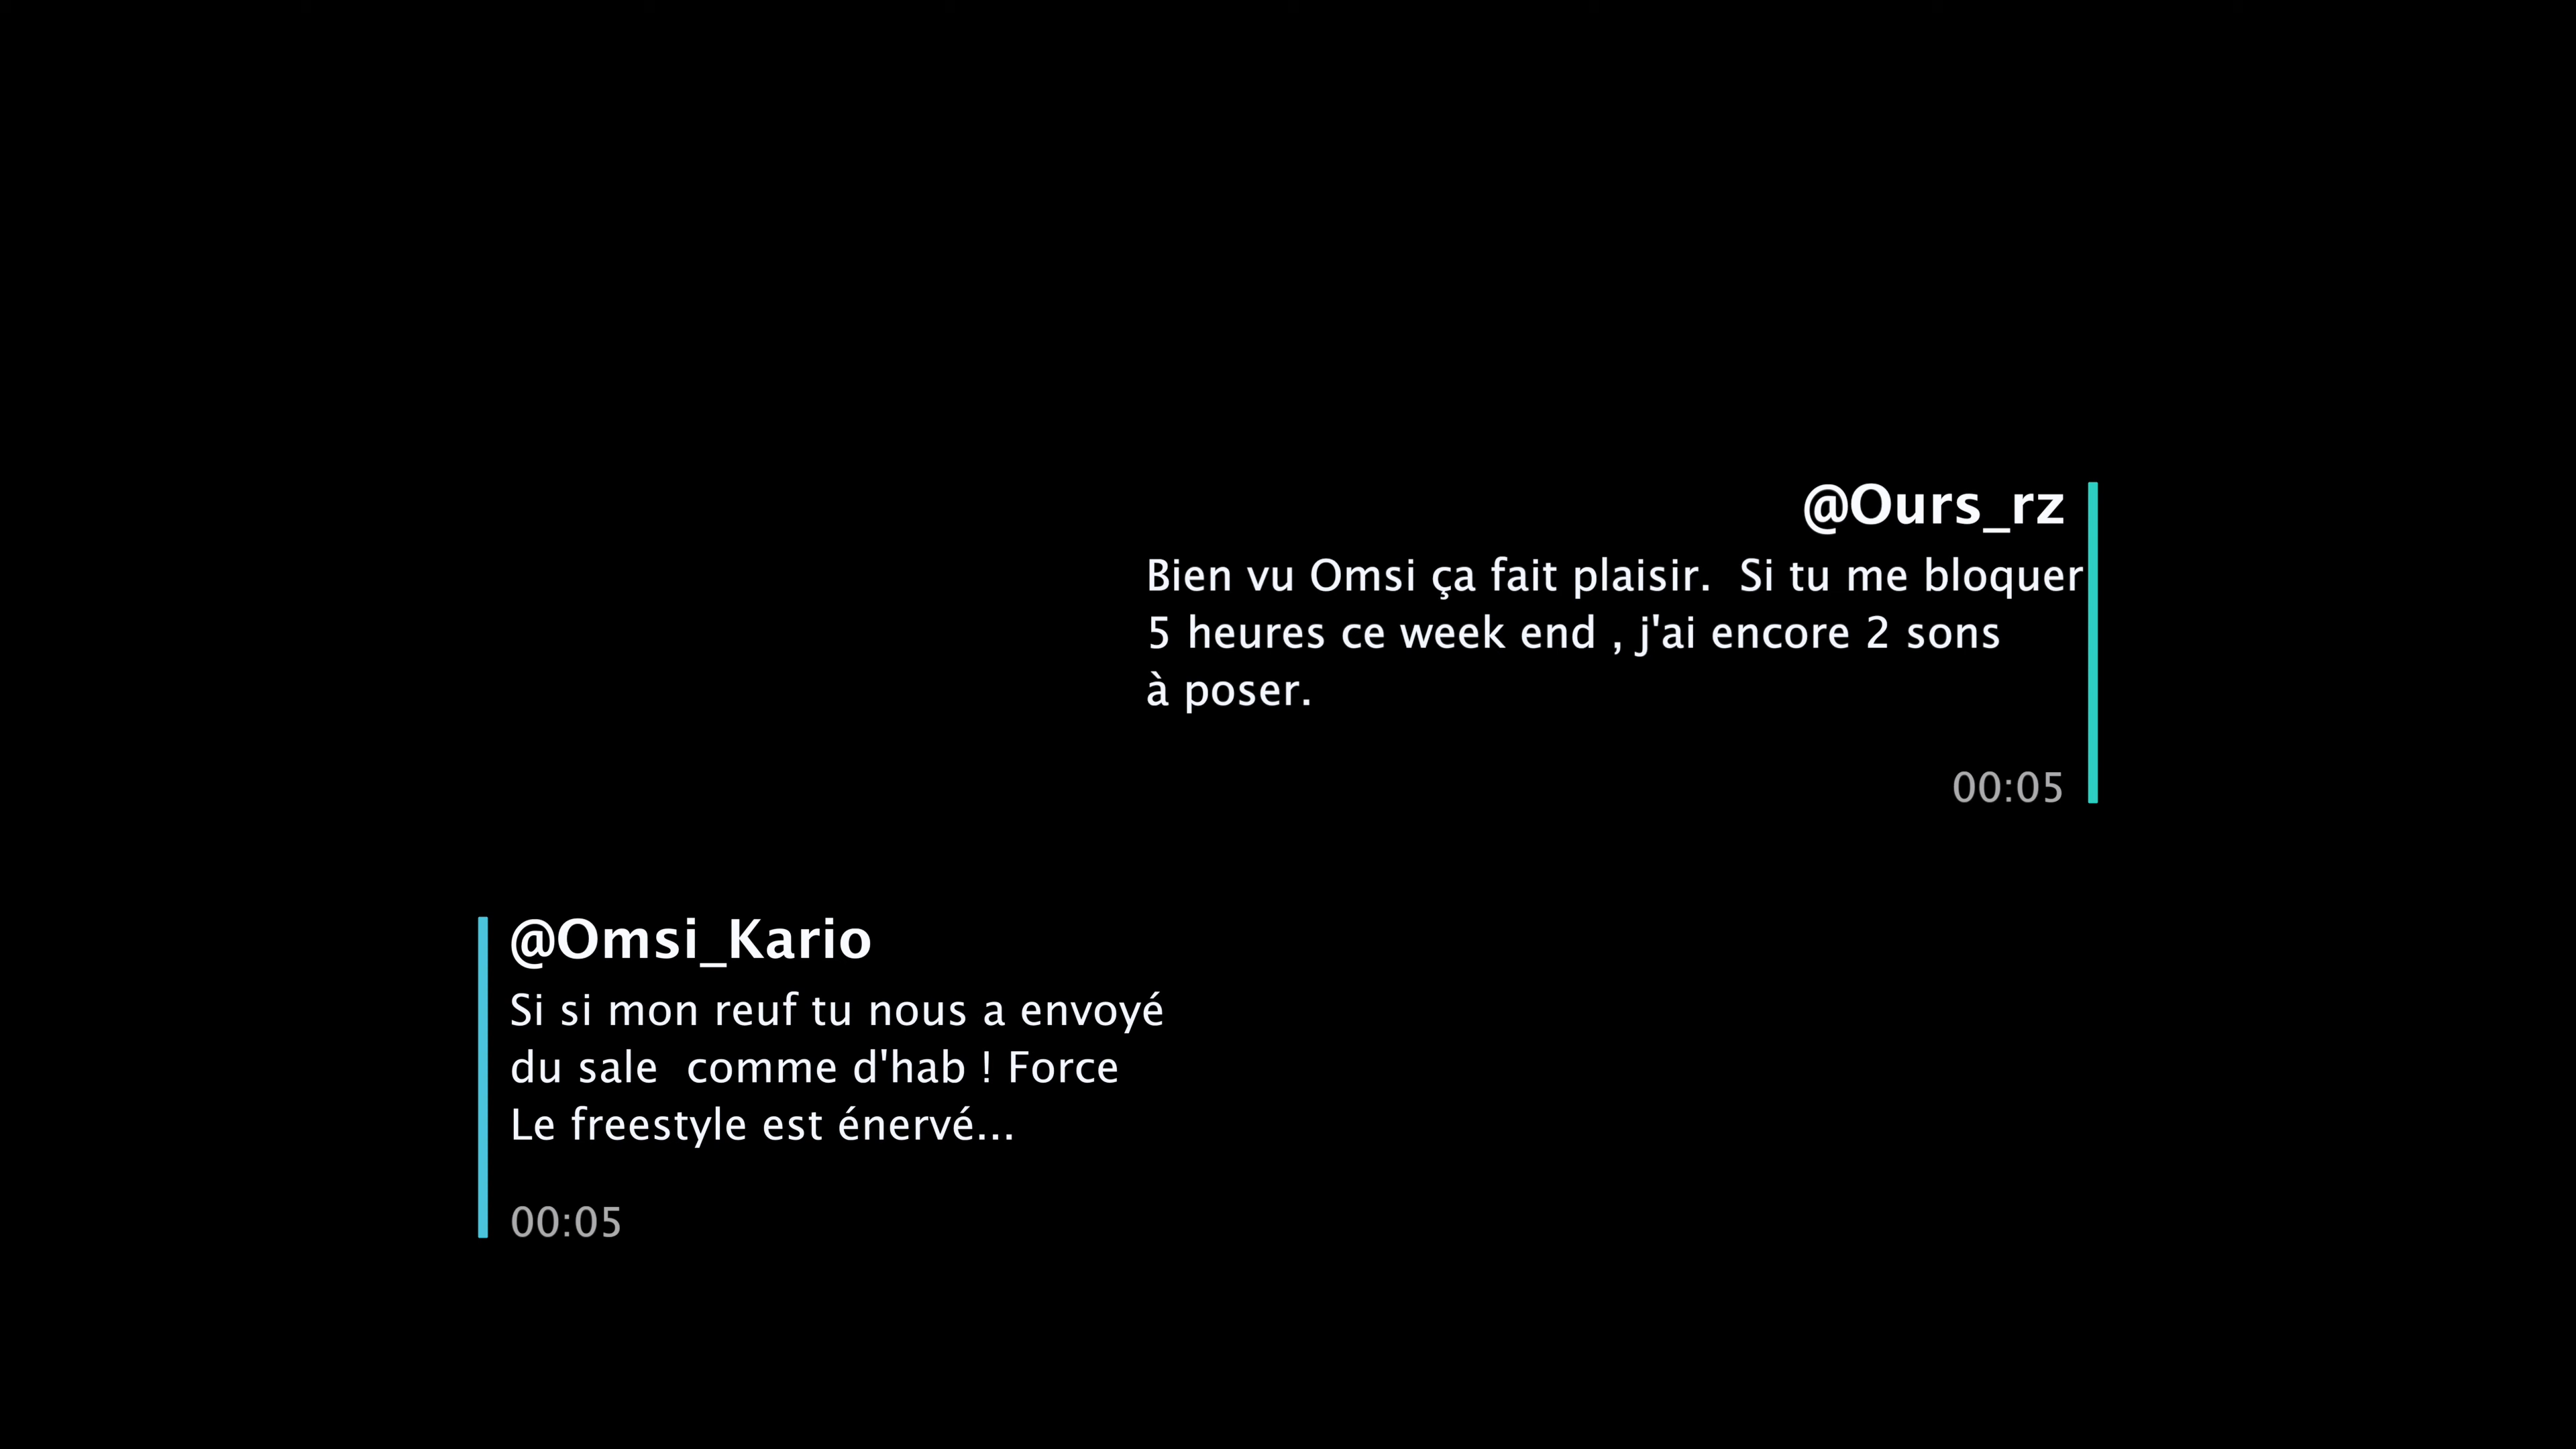 @Ours_rz
Bien vu Omsi ça fait plaisir.  Si tu me bloquer
5 heures ce week end , j'ai encore 2 sons
à poser.
00:05
@Omsi_Kario
Si si mon reuf tu nous a envoyé
du sale  comme d'hab ! Force
Le freestyle est énervé...
00:05